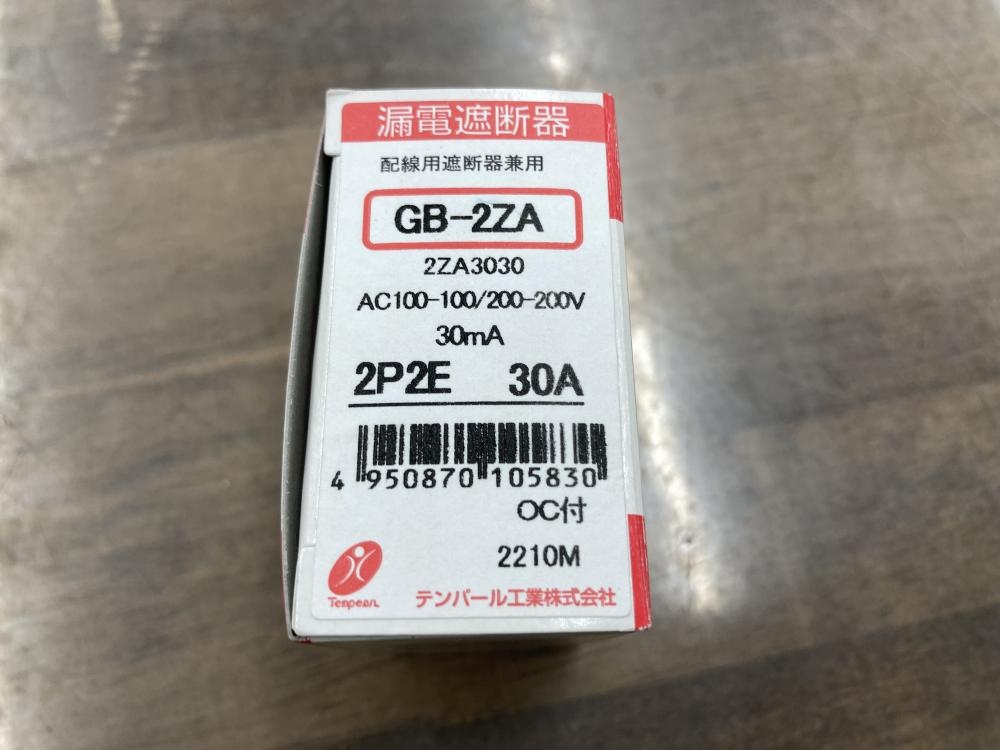 漏電遮断器
配線用遮断器兼用
GB-2ZA
2ZA3030
AC100-100/200-200V
30mA
2P2E 30A
4 950870 105830
OC付
2210M
Tempearl
テンパール工業株式会社